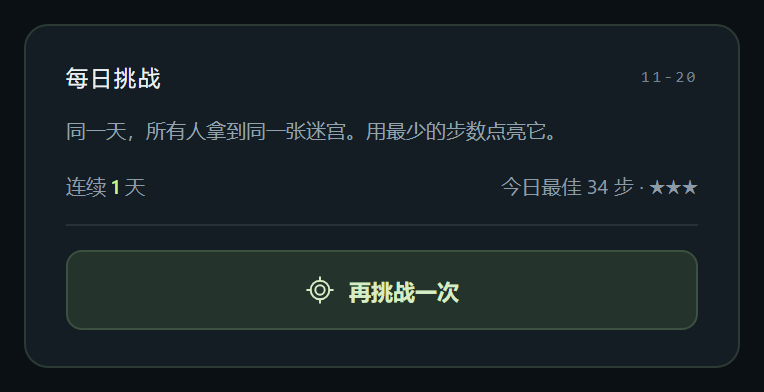 每日挑战 11-20
同一天，所有人拿到同一张迷宫。用最少的步数点亮它。
连续 1 天 今日最佳 34 步 · ★★★
再挑战一次